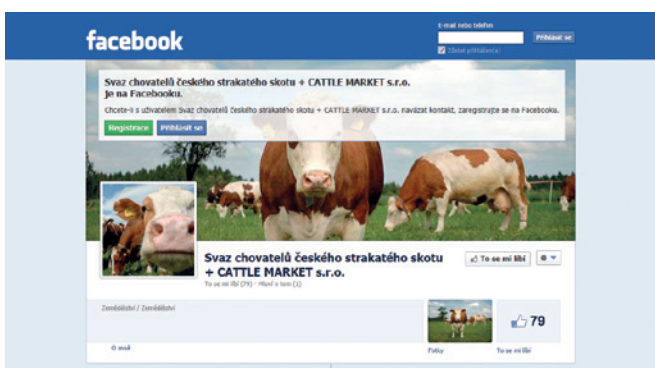 facebook
E-mail nebo telefon
Přihlásit se
Zůstat přihlášen(a)
Svaz chovatelů českého strakatého skotu + CATTLE MARKET s.r.o.
je na Facebooku.
Chcete-li s uživatelem Svaz chovatelů českého strakatého skotu + CATTLE MARKET s.r.o. navázat kontakt, zaregistrujte se na Facebooku.
Registrace Přihlásit se
Svaz chovatelů českého strakatého skotu
+ CATTLE MARKET s.r.o.
To se mi líbí (79) · Mluví o tom (1)
To se mi líbí
Zemědělství / Zemědělství
79
Fotky
To se mi líbí